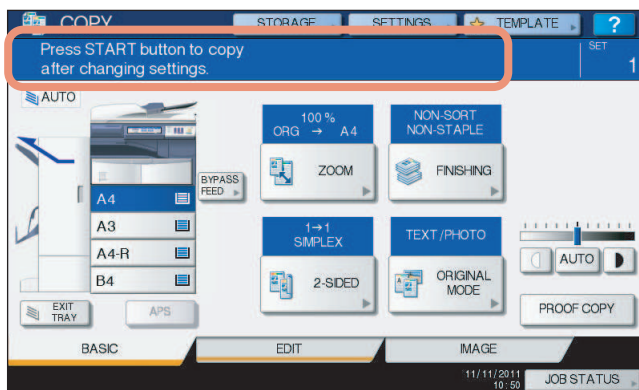 COPY
STORAGE
SETTINGS
TEMPLATE
?
Press START button to copy
after changing settings.
SET
1
AUTO
A4
A3
A4-R
B4
BYPASS
FEED
EXIT
TRAY
APS
100 %
ORG → A4
ZOOM
NON-SORT
NON-STAPLE
FINISHING
1→1
SIMPLEX
2-SIDED
TEXT/PHOTO
ORIGINAL
MODE
AUTO
PROOF COPY
BASIC
EDIT
IMAGE
11/11/2011
10:50
JOB STATUS